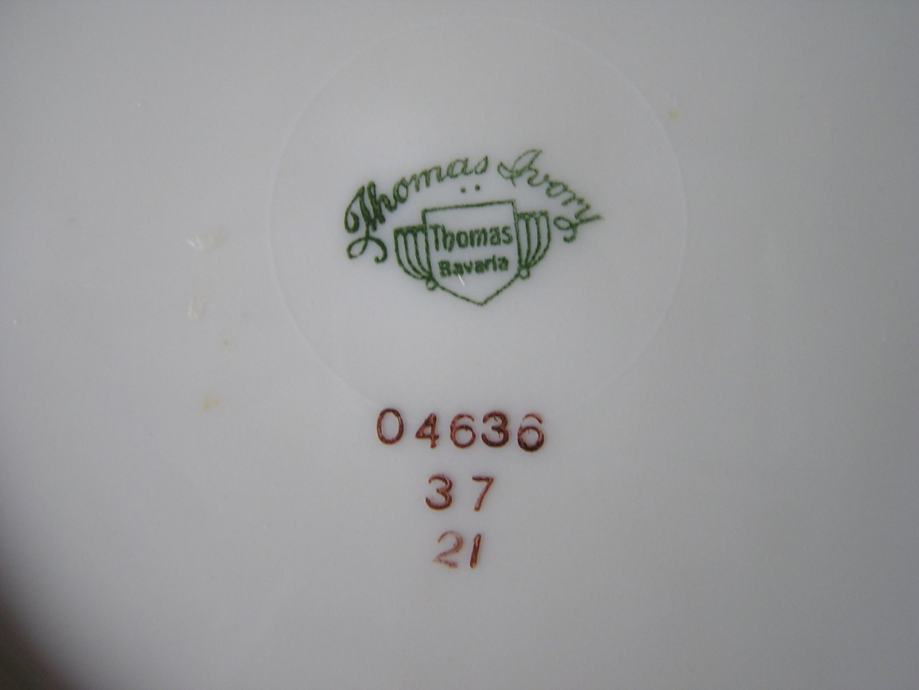 Thomas Ivory
Thomas
Bavaria
04636
37
21